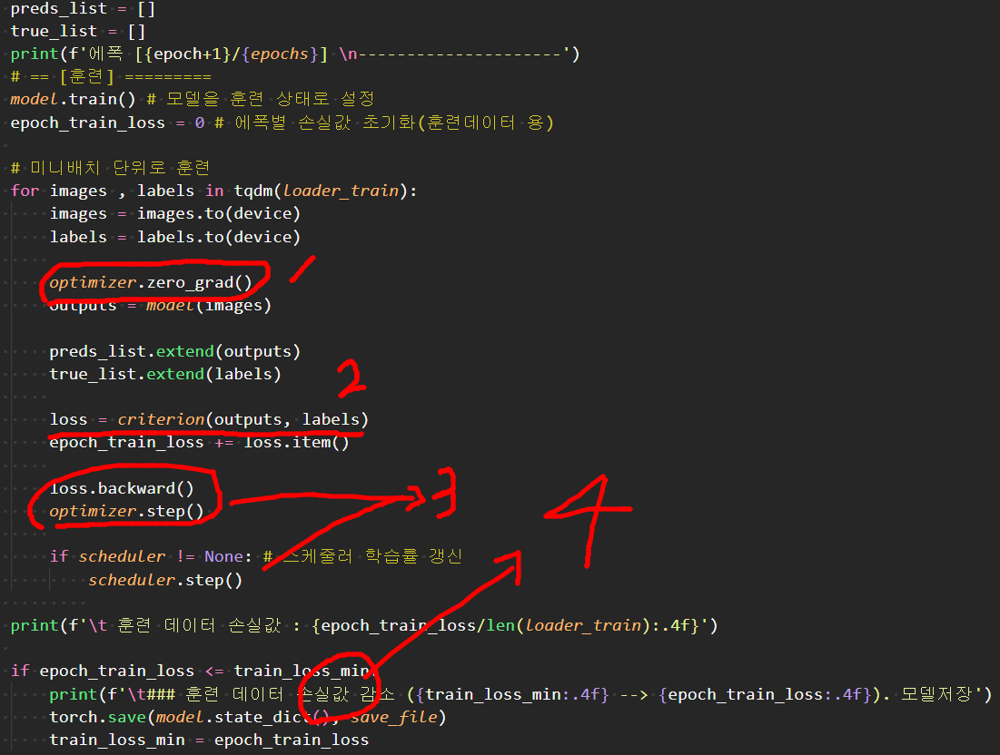 preds_list = []
true_list = []
print(f'에폭 [{epoch+1}/{epochs}] \n---------------------')
# == [훈련] =========
model.train() # 모델을 훈련 상태로 설정
epoch_train_loss = 0 # 에폭별 손실값 초기화(훈련데이터 용)
# 미니배치 단위로 훈련
for images , labels in tqdm(loader_train):
images = images.to(device)
labels = labels.to(device)
optimizer.zero_grad()
1
outputs = model(images)
preds_list.extend(outputs)
true_list.extend(labels)
2
loss = criterion(outputs, labels)
epoch_train_loss += loss.item()
loss.backward()
3
optimizer.step()
4
if scheduler != None: # 스케줄러 학습률 갱신
scheduler.step()
print(f'\t 훈련 데이터 손실값 : {epoch_train_loss/len(loader_train):.4f}')
if epoch_train_loss <= train_loss_min:
print(f'\t### 훈련 데이터 손실값 감소 ({train_loss_min:.4f} --> {epoch_train_loss:.4f}). 모델저장')
torch.save(model.state_dict(), save_file)
train_loss_min = epoch_train_loss